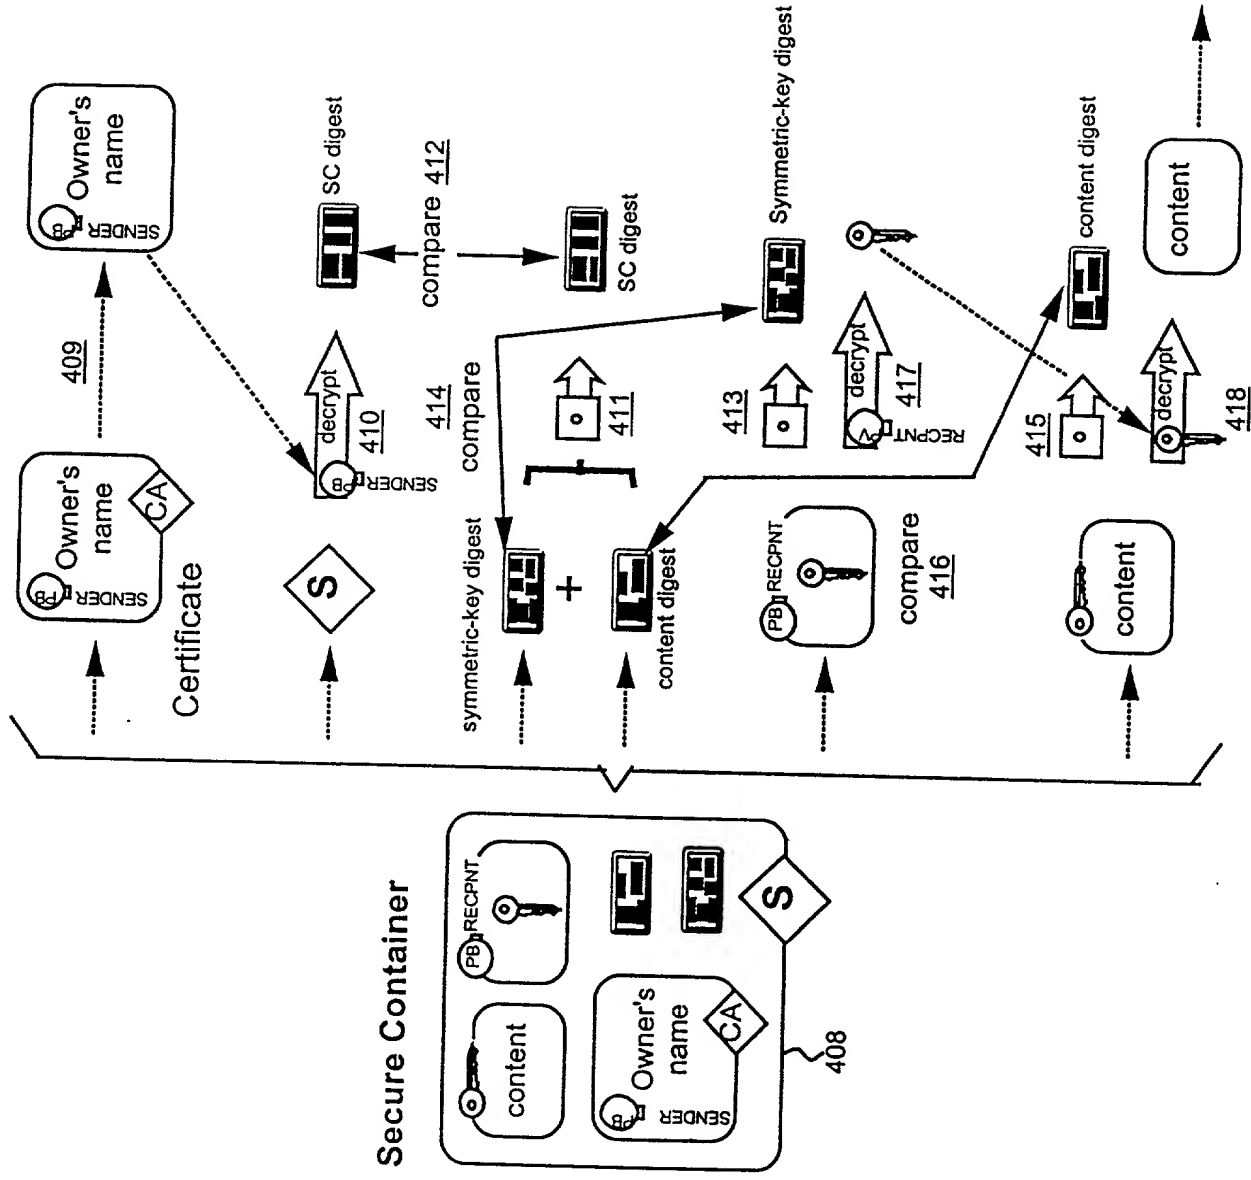 Secure Container
content
PB
RECPNT
PB
SENDER
Owner's
name
CA
S
408
PB
SENDER
Owner's
name
CA
Certificate
409
PB
SENDER
Owner's
name
S
PB
SENDER
decrypt
410
SC digest
compare 412
SC digest
symmetric-key digest
+
content digest
compare
414
411
Symmetric-key digest
413
PB
RECPNT
compare
416
PV
RECPNT
decrypt
417
content digest
415
content
decrypt
418
content